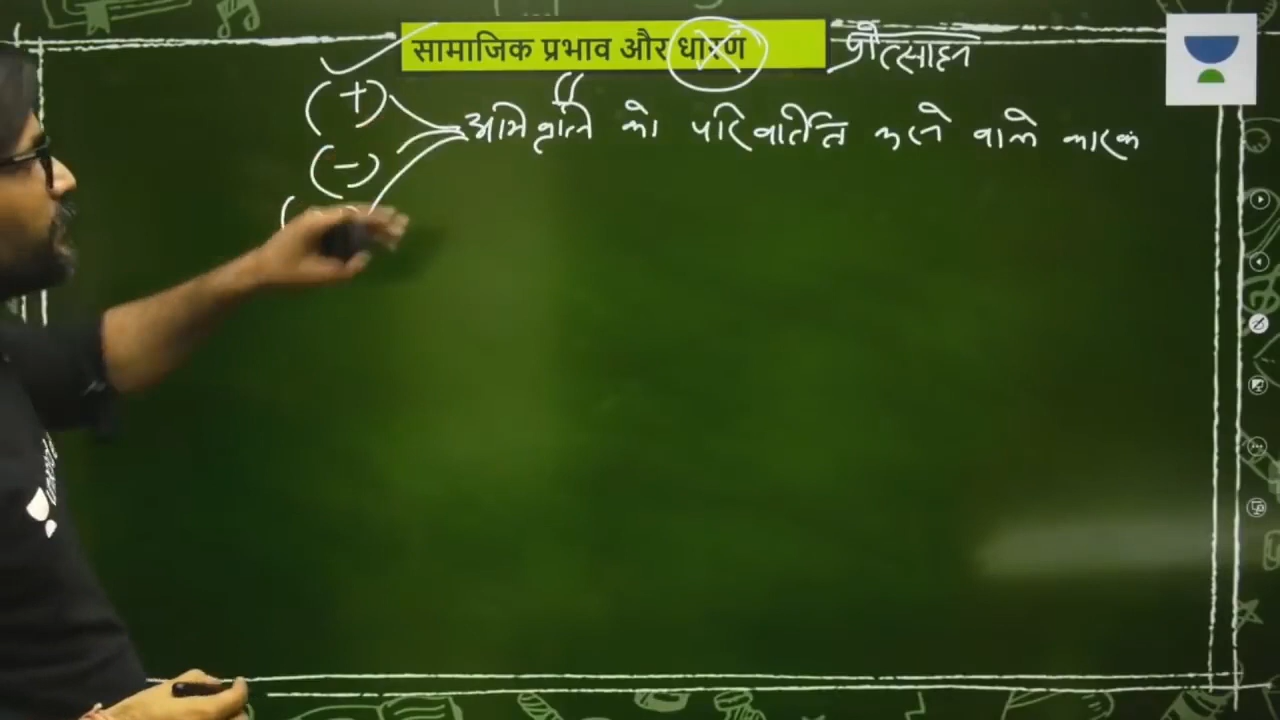 सामाजिक प्रभाव और धारण प्रोत्साहन
(+)
अभिवृत्ति को परिवर्तित करने वाले कारक
(-)